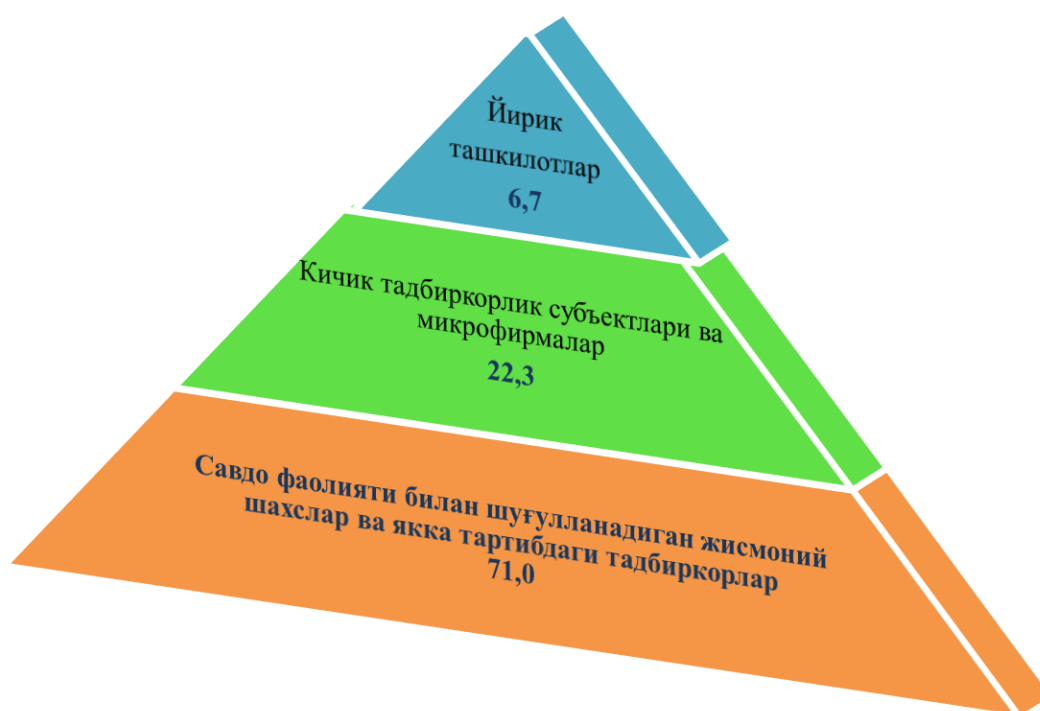 Йирик
ташкилотлар
6,7
Кичик тадбиркорлик субъектлари ва
микрофирмалар
22,3
Савдо фаолияти билан шуғулланадиган жисмоний
шахслар ва якка тартибдаги тадбиркорлар
71,0